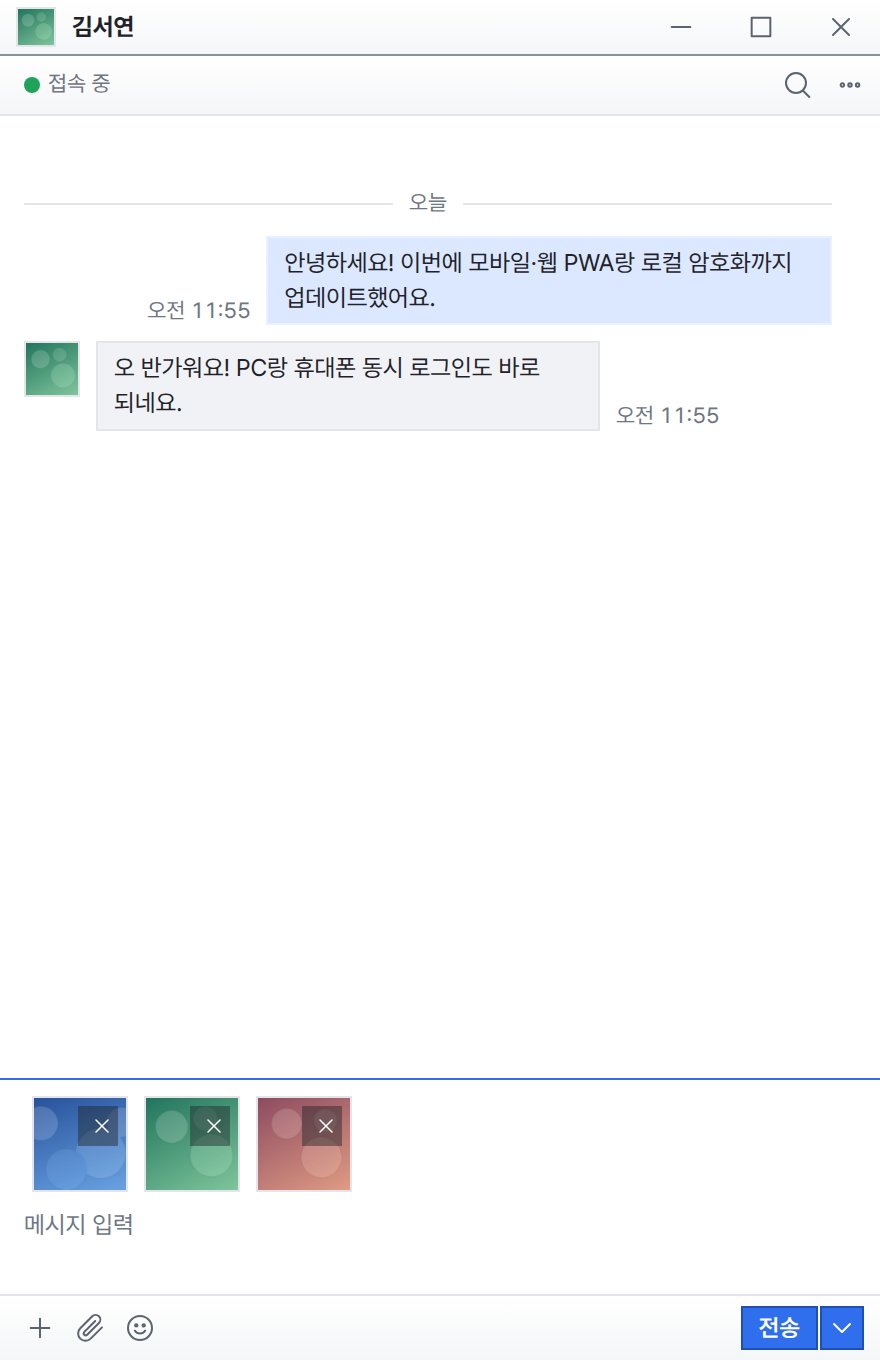 김서연
접속 중
오늘
안녕하세요! 이번에 모바일·웹 PWA랑 로컬 암호화까지
업데이트했어요.
오전 11:55
오 반가워요! PC랑 휴대폰 동시 로그인도 바로
되네요.
오전 11:55
메시지 입력
전송